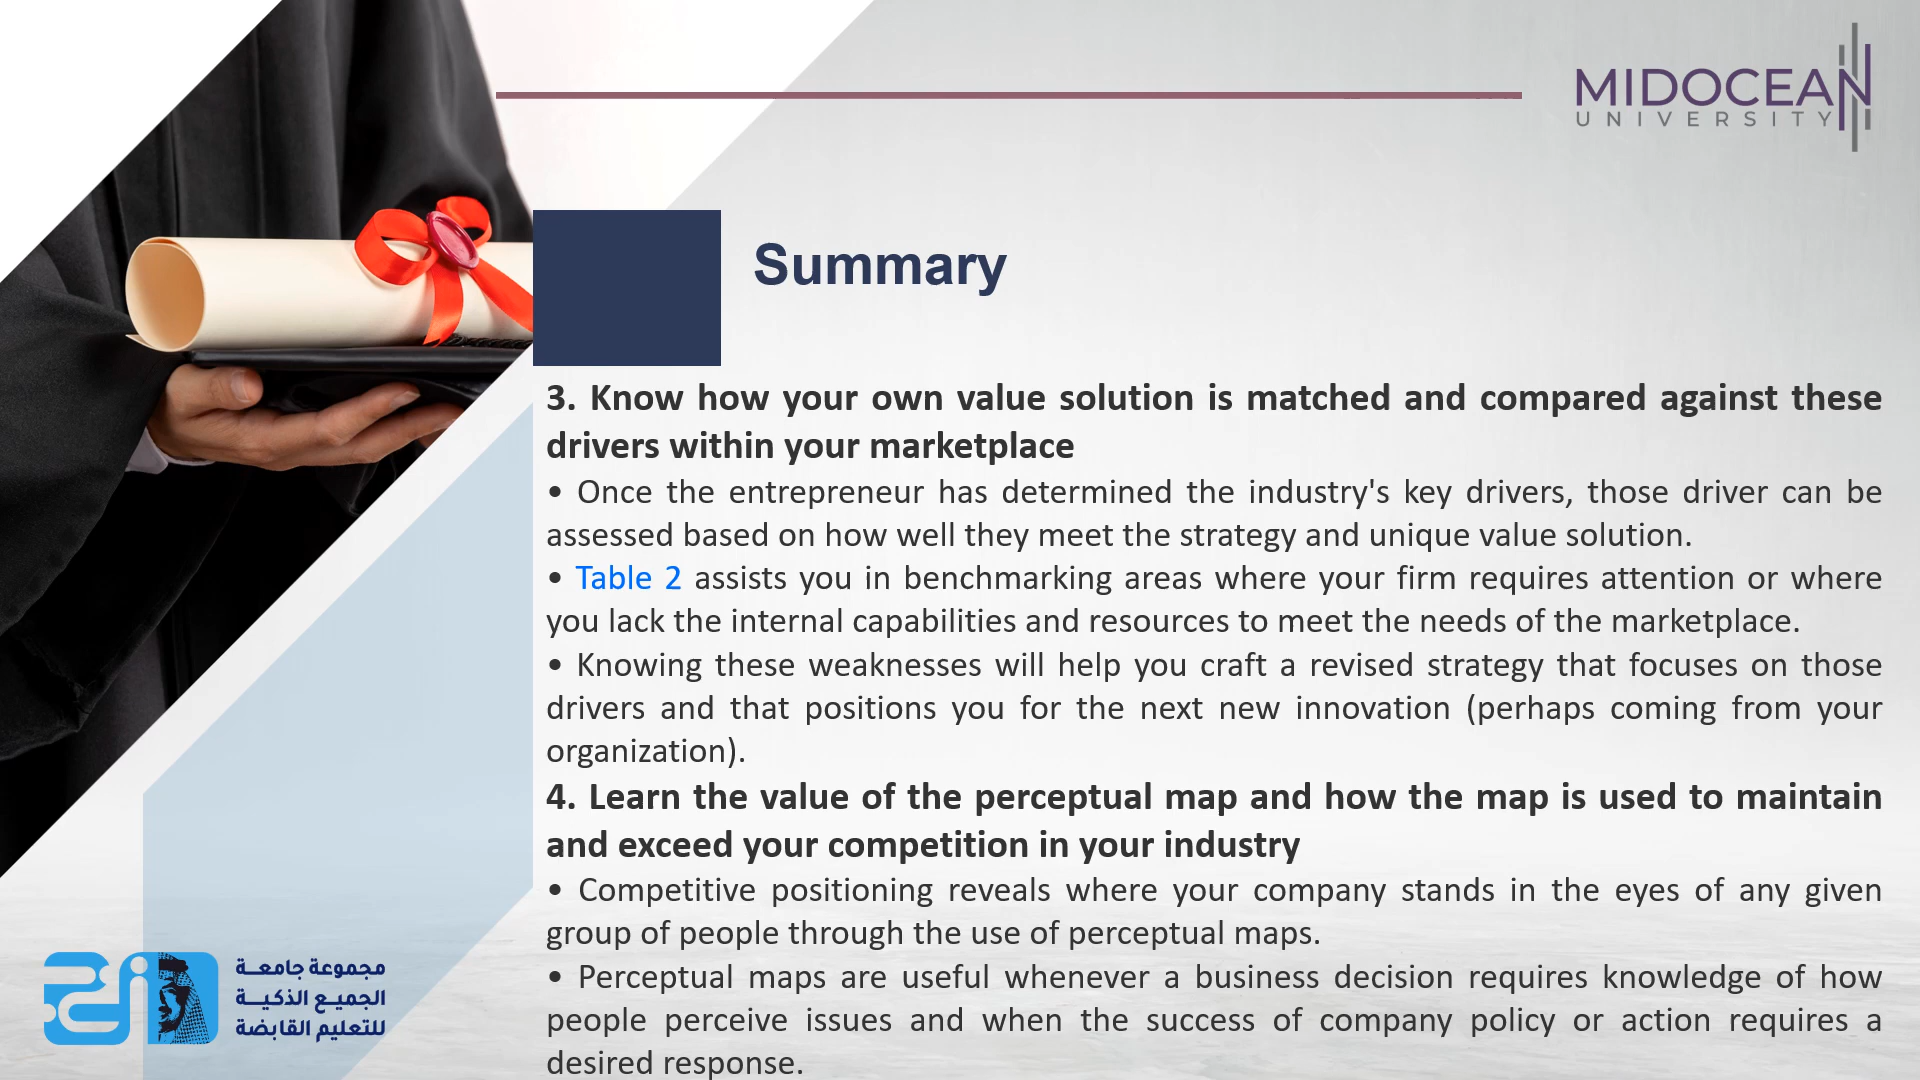 MIDOCEAN
UNIVERSITY
Summary
3. Know how your own value solution is matched and compared against these
drivers within your marketplace
• Once the entrepreneur has determined the industry's key drivers, those driver can be
assessed based on how well they meet the strategy and unique value solution.
• Table 2 assists you in benchmarking areas where your firm requires attention or where
you lack the internal capabilities and resources to meet the needs of the marketplace.
• Knowing these weaknesses will help you craft a revised strategy that focuses on those
drivers and that positions you for the next new innovation (perhaps coming from your
organization).
4. Learn the value of the perceptual map and how the map is used to maintain
and exceed your competition in your industry
• Competitive positioning reveals where your company stands in the eyes of any given
group of people through the use of perceptual maps.
• Perceptual maps are useful whenever a business decision requires knowledge of how
people perceive issues and when the success of company policy or action requires a
desired response.
مجموعة جامعـــة
الجميـع الذكيـــة
للتعليم القابضة